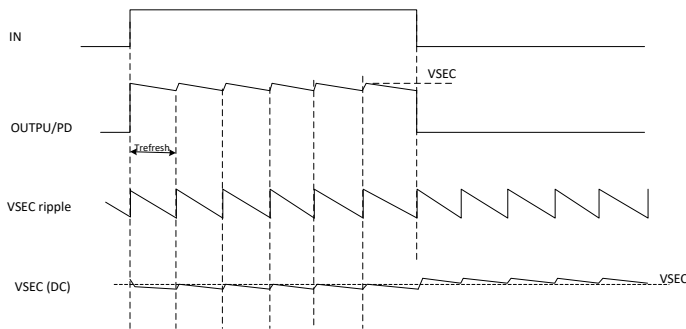 IN
VSEC
OUTPU/PD
Trefresh
VSEC ripple
VSEC
VSEC (DC)